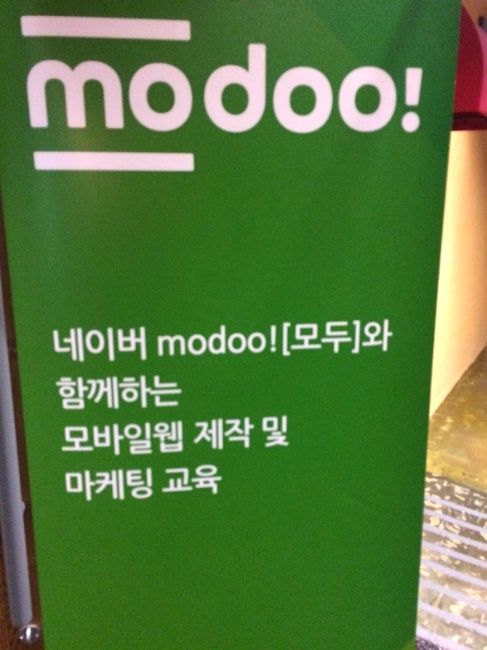 modoo!
네이버 modoo![모두]와
함께하는
모바일웹 제작 및
마케팅 교육